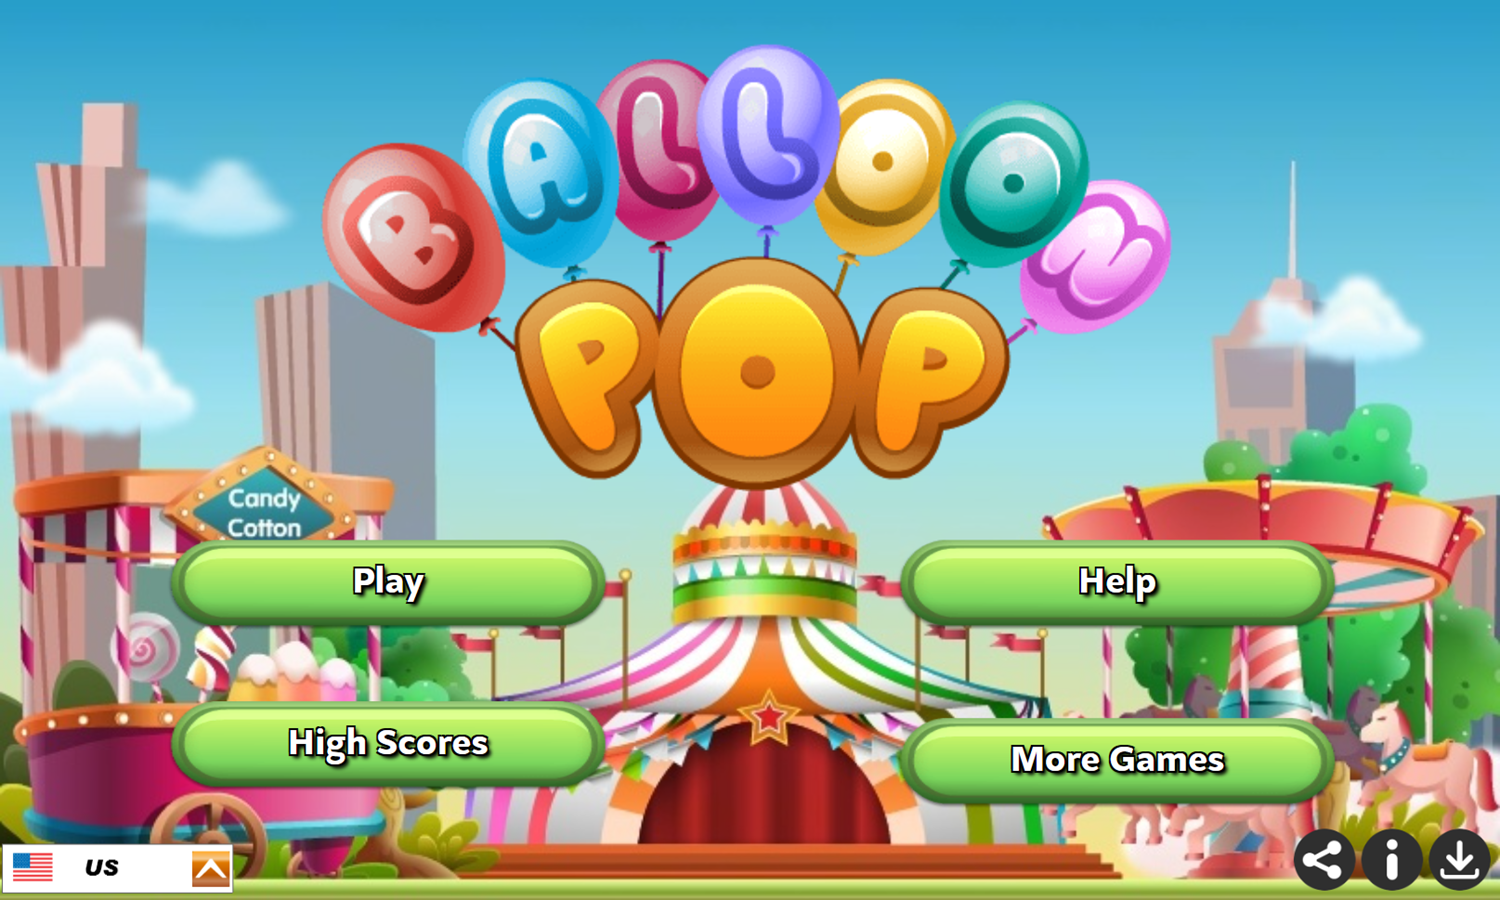 BALLOON
POP
Candy
Cotton
Play
Help
High Scores
More Games
US